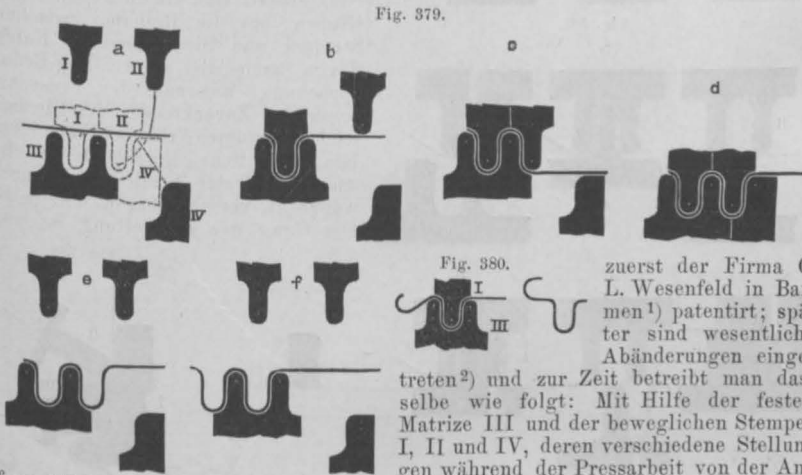 Fig. 379.
a b c d
I II
I II
III IV
IV
e f
Fig. 380.
I
III
zuerst der Firma
L. Wesenfeld in Bar
men¹) patentirt; spä
ter sind wesentlich
Abänderungen einge
treten²) und zur Zeit betreibt man das
selbe wie folgt: Mit Hilfe der feste
Matrize III und der beweglichen Stempe
I, II und IV, deren verschiedene Stellun
gen während der Pressarbeit von der Au